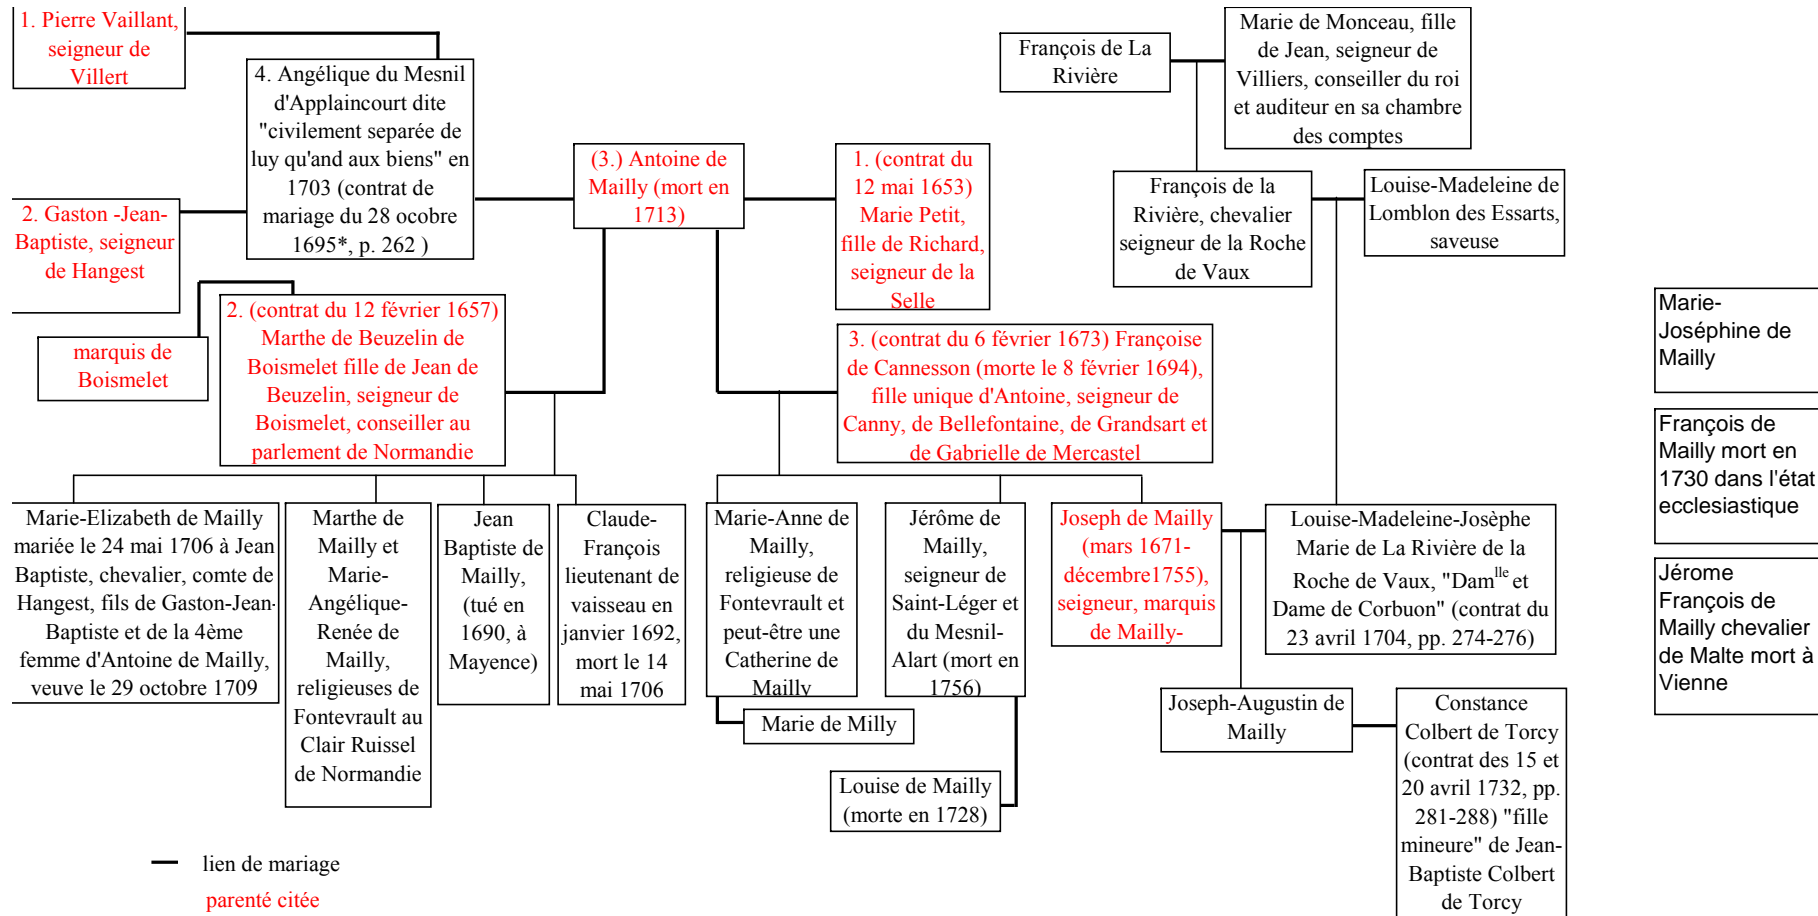 1. Pierre Vaillant,
seigneur de
Villert
4. Angélique du Mesnil
d'Applaincourt dite
"civilement separée de
luy qu'and aux biens" en
1703 (contrat de
mariage du 28 ocobre
1695*, p. 262 )
2. Gaston -Jean-
Baptiste, seigneur
de Hangest
marquis de
Boismelet
(3.) Antoine de
Mailly (mort en
1713)
1. (contrat du
12 mai 1653)
Marie Petit,
fille de Richard,
seigneur de la
Selle
2. (contrat du 12 février 1657)
Marthe de Beuzelin de
Boismelet fille de Jean de
Beuzelin, seigneur de
Boismelet, conseiller au
parlement de Normandie
3. (contrat du 6 février 1673) Françoise
de Cannesson (morte le 8 février 1694),
fille unique d'Antoine, seigneur de
Canny, de Bellefontaine, de Grandsart et
de Gabrielle de Mercastel
François de La
Rivière
Marie de Monceau, fille
de Jean, seigneur de
Villiers, conseiller du roi
et auditeur en sa chambre
des comptes
François de la
Rivière, chevalier
seigneur de la Roche
de Vaux
Louise-Madeleine de
Lomblon des Essarts,
saveuse
Marie-
Joséphine de
Mailly
François de
Mailly mort en
1730 dans l'état
ecclesiastique
Jérome
François de
Mailly chevalier
de Malte mort à
Vienne
Marie-Elizabeth de Mailly
mariée le 24 mai 1706 à Jean
Baptiste, chevalier, comte de
Hangest, fils de Gaston-Jean-
Baptiste et de la 4ème
femme d'Antoine de Mailly,
veuve le 29 octobre 1709
Marthe de
Mailly et
Marie-
Angélique-
Renée de
Mailly,
religieuses de
Fontevrault au
Clair Ruissel
de Normandie
Jean
Baptiste de
Mailly,
(tué en
1690, à
Mayence)
Claude-
François
lieutenant de
vaisseau en
janvier 1692,
mort le 14
mai 1706
Marie-Anne de
Mailly,
religieuse de
Fontevrault et
peut-être une
Catherine de
Mailly
Jérôme de
Mailly,
seigneur de
Saint-Léger et
du Mesnil-
Alart (mort en
1756)
Joseph de Mailly
(mars 1671-
décembre1755),
seigneur, marquis
de Mailly-
Louise-Madeleine-Josèphe
Marie de La Rivière de la
Roche de Vaux, "Dam^lle et
Dame de Corbuon" (contrat du
23 avril 1704, pp. 274-276)
Marie de Milly
Louise de Mailly
(morte en 1728)
Joseph-Augustin de
Mailly
Constance
Colbert de Torcy
(contrat des 15 et
20 avril 1732, pp.
281-288) "fille
mineure" de Jean-
Baptiste Colbert
de Torcy
lien de mariage
parenté citée